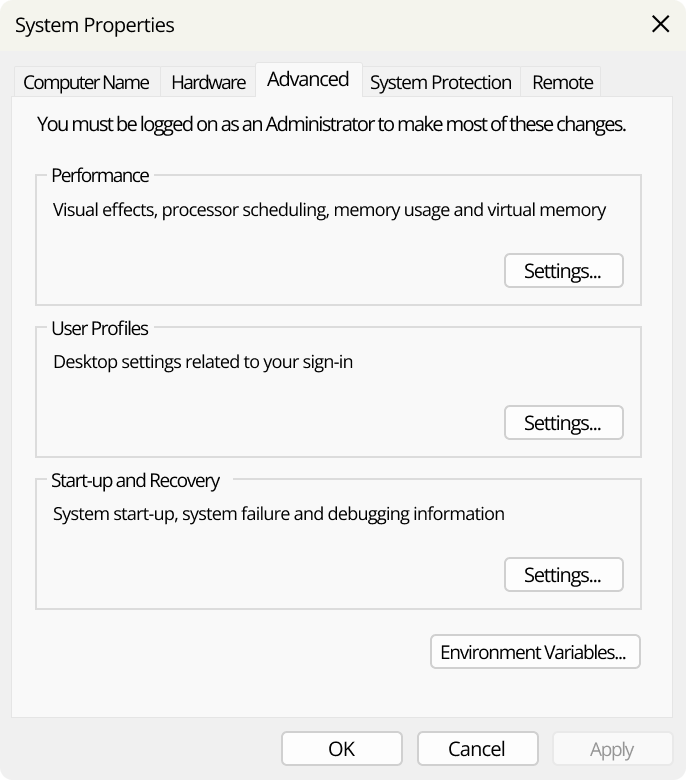 System Properties
Computer Name Hardware Advanced System Protection Remote
You must be logged on as an Administrator to make most of these changes.
Performance
Visual effects, processor scheduling, memory usage and virtual memory
Settings...
User Profiles
Desktop settings related to your sign-in
Settings...
Start-up and Recovery
System start-up, system failure and debugging information
Settings...
Environment Variables...
OK Cancel Apply